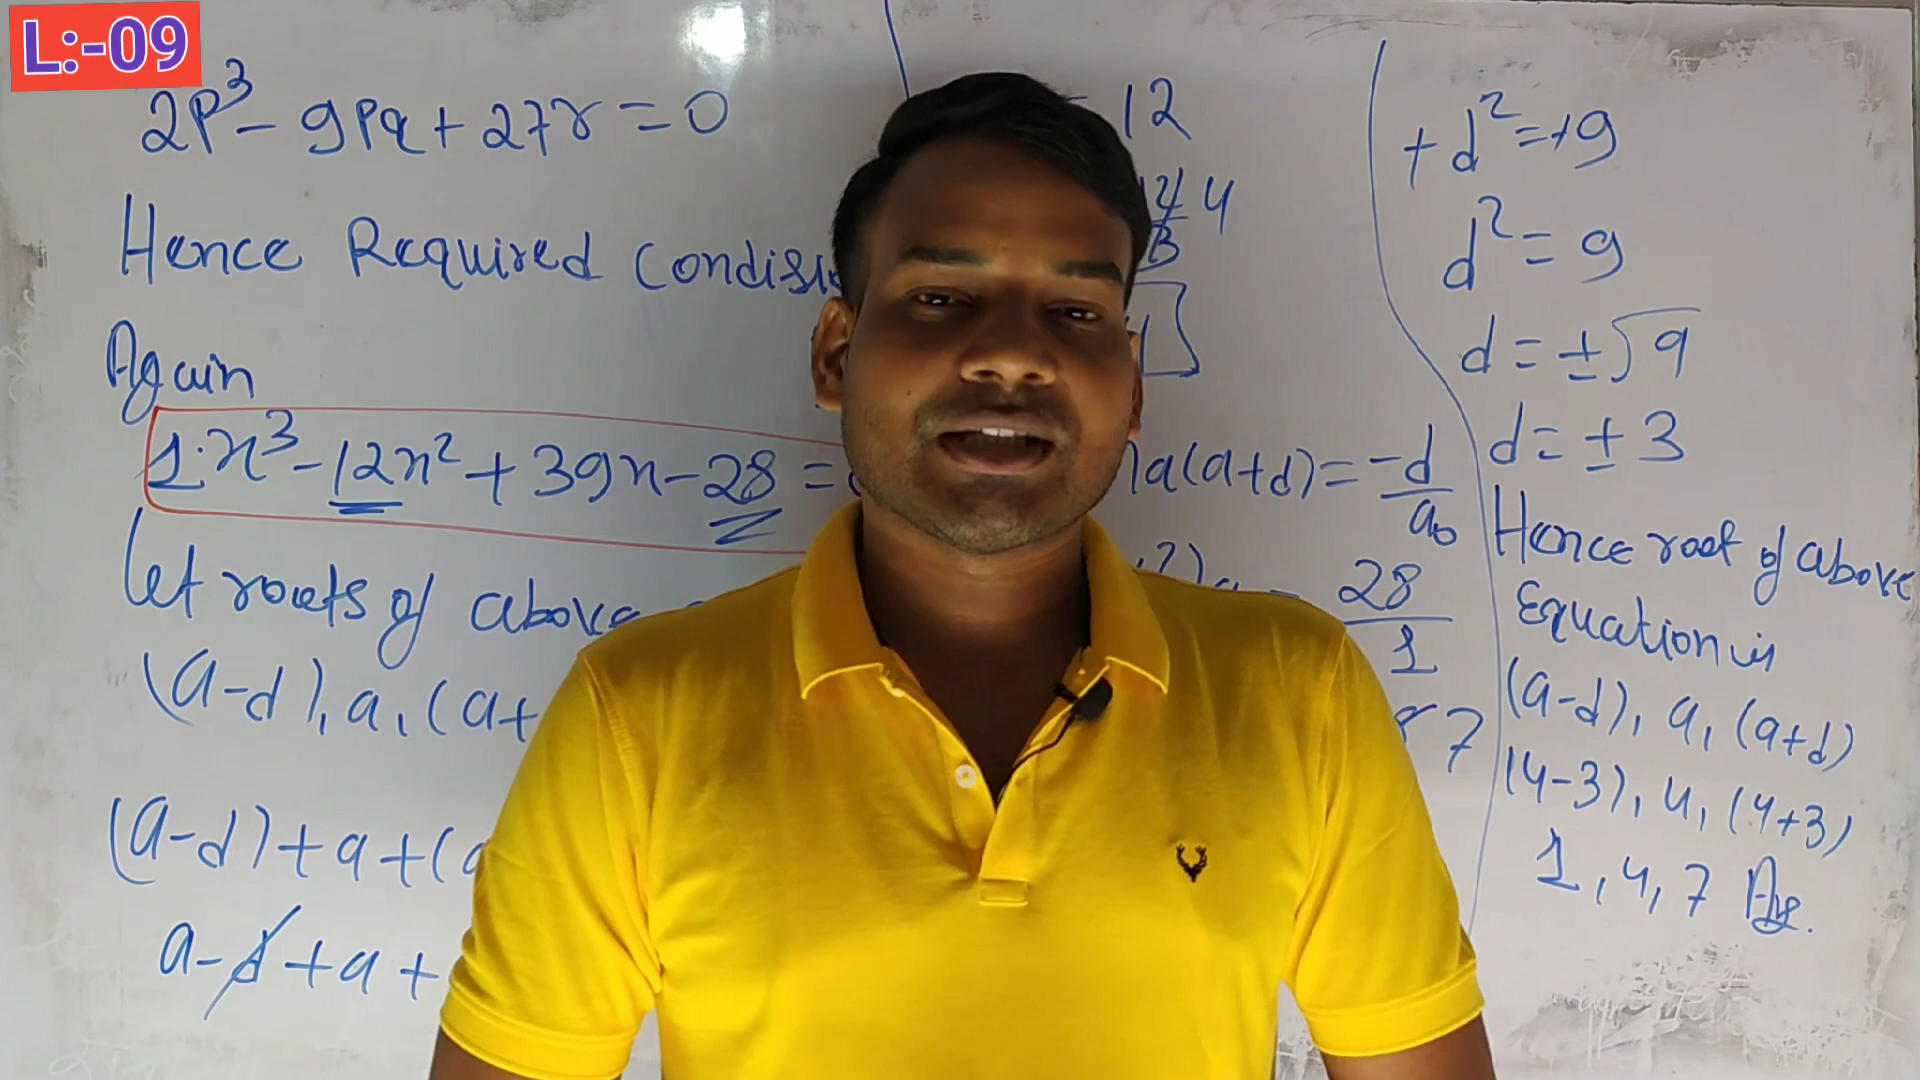 L:-09
2p³ - 9pq + 27r = 0
Hence Required
Again
1·x³ - 12x² + 39x - 28 =
Let roots of above
(a-d), a, (a+
(a-d) + a + (a
a - d + a +
= 12
4
a(a+d) = -d/a₀
28/1
7
+d² = +9
d² = 9
d = ±√9
d = ± 3
Hence root of above
Equation is
(a-d), a, (a+d)
(4-3), 4, (4+3)
1, 4, 7 Ans.